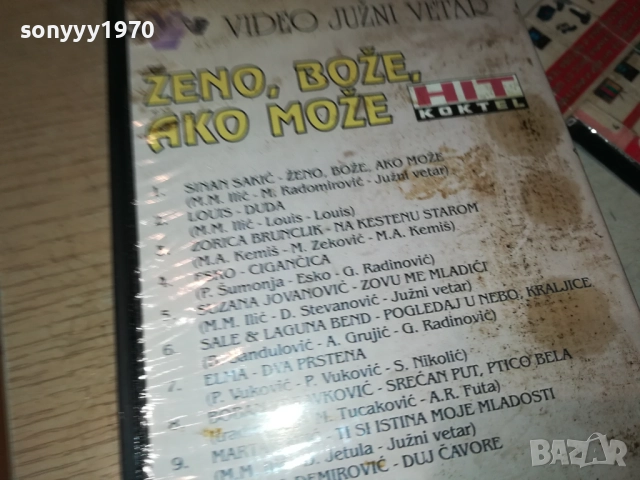 sonyyy1970
VIDEO JUŽNI VETAR
ŽENO, BOŽE,
AKO MOŽE
HIT
KOKTEL
1. SINAN SAKIĆ - ŽENO, BOŽE, AKO MOŽE
(M.M. Ilić - M. Radomirović - Južni vetar)
2. LOUIS - DUDA
(M.M. Ilić - Louis - Louis)
3. ZORICA BRUNCLIK - NA KESTENU STAROM
(M.A. Kemiš - M. Zeković - M.A. Kemiš)
4. ESKO - CIGANČICA
(P. Šumonja - Esko - G. Radinović)
5. SUZANA JOVANOVIĆ - ZOVU ME MLADIĆI
(M.M. Ilić - D. Stevanović - Južni vetar)
6. SALE & LAGUNA BEND - POGLEDAJ U NEBO, KRALJICE
A. Grujić - G. Radinović)
7. ELMA - DVA PRSTENA
(P. Vuković - P. Vuković - S. Nikolić)
8. - SREĆAN PUT, PTICO BELA
M. Tucaković - A.R. Futa)
9. - TI SI ISTINA MOJE MLADOSTI
(M.M. Jetula - Južni vetar)
DEMIROVIĆ - DUJ ČAVORE
BAZAR
bg